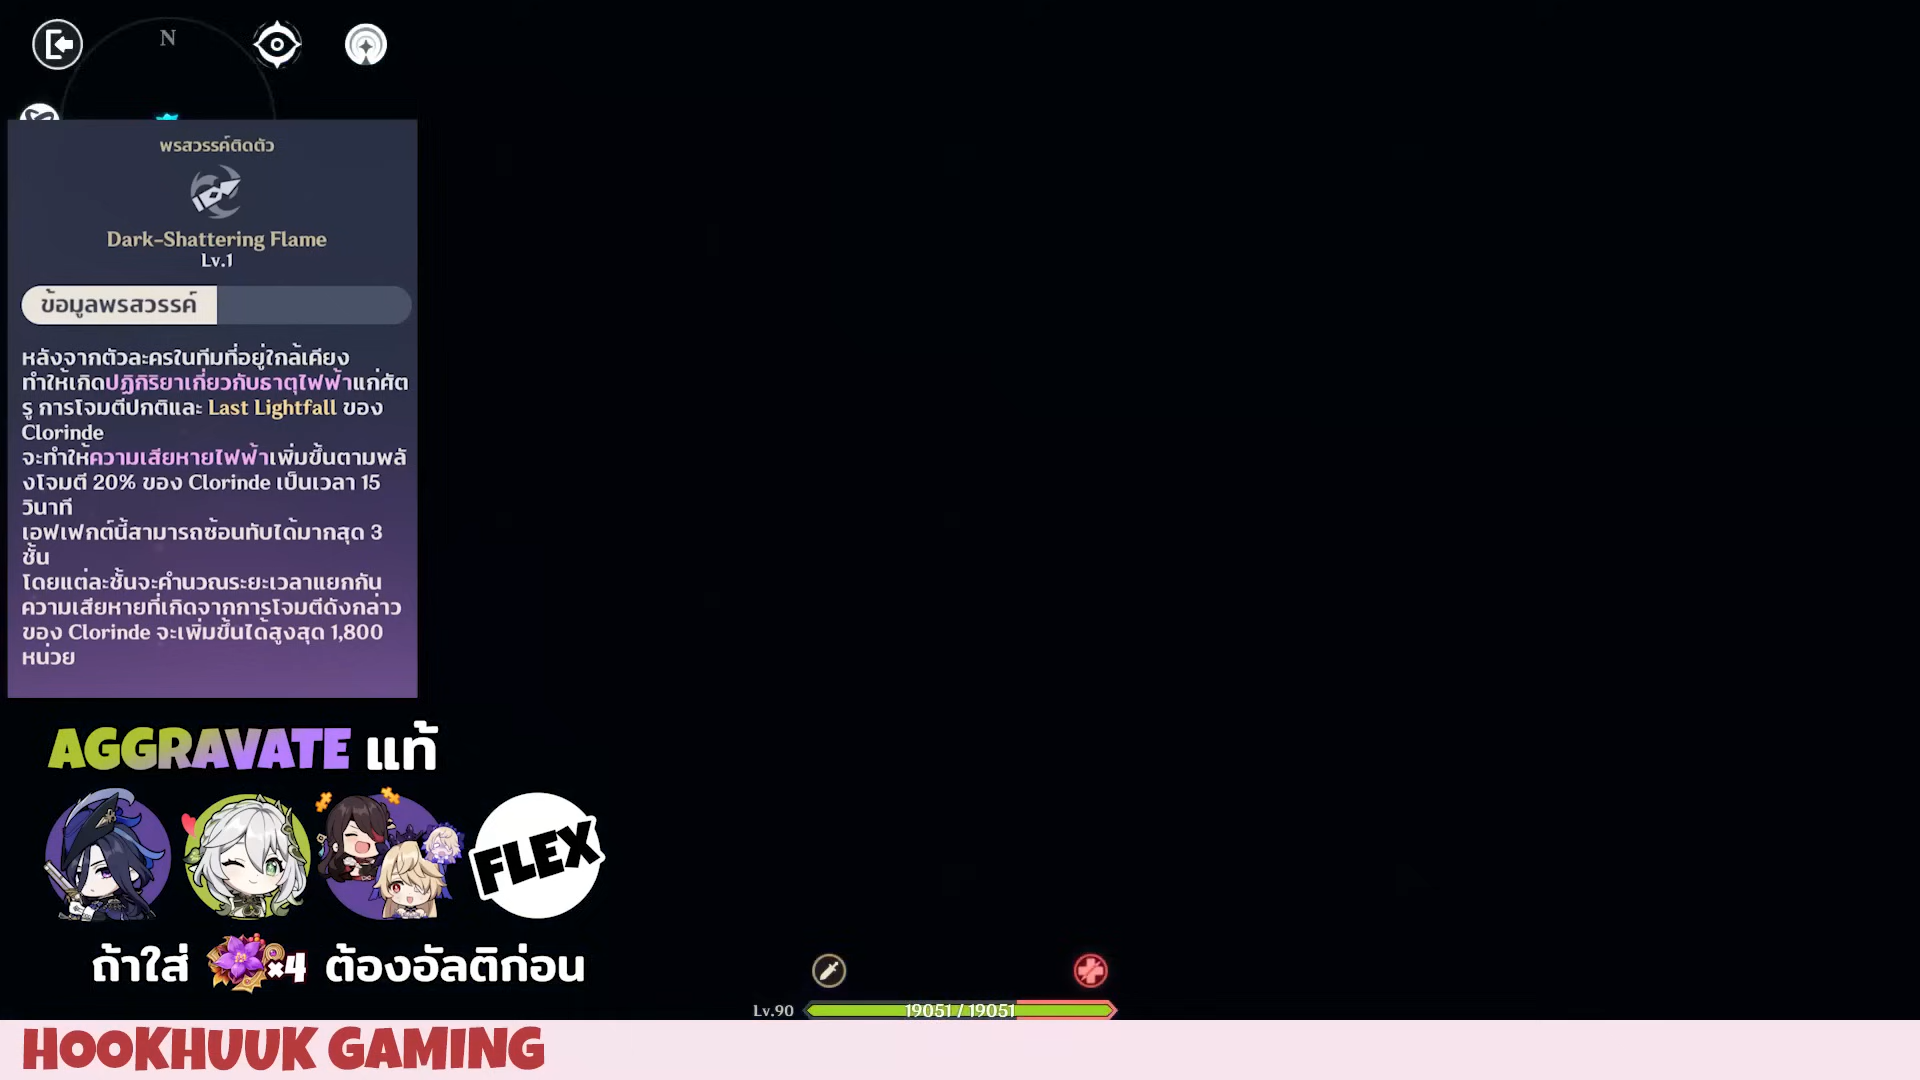 N
พรสวรรค์ติดตัว
Dark-Shattering Flame
Lv.1
ข้อมูลพรสวรรค์
หลังจากตัวละครในทีมที่อยู่ใกล้เคียง
ทำให้เกิดปฏิกิริยาเกี่ยวกับธาตุไฟฟ้าแก่ศัต
รู การโจมตีปกติและ Last Lightfall ของ
Clorinde
จะทำให้ความเสียหายไฟฟ้าเพิ่มขึ้นตามพลั
งโจมตี 20% ของ Clorinde เป็นเวลา 15
วินาที
เอฟเฟกต์นี้สามารถซ้อนทับได้มากสุด 3
ชั้น
โดยแต่ละชั้นจะคำนวณระยะเวลาแยกกัน
ความเสียหายที่เกิดจากการโจมตีดังกล่าว
ของ Clorinde จะเพิ่มขึ้นได้สูงสุด 1,800
หน่วย
AGGRAVATE แท้
FLEX
ถ้าใส่ ×4 ต้องอัลติก่อน
Lv.90 19051 / 19051
HOOKHUUK GAMING